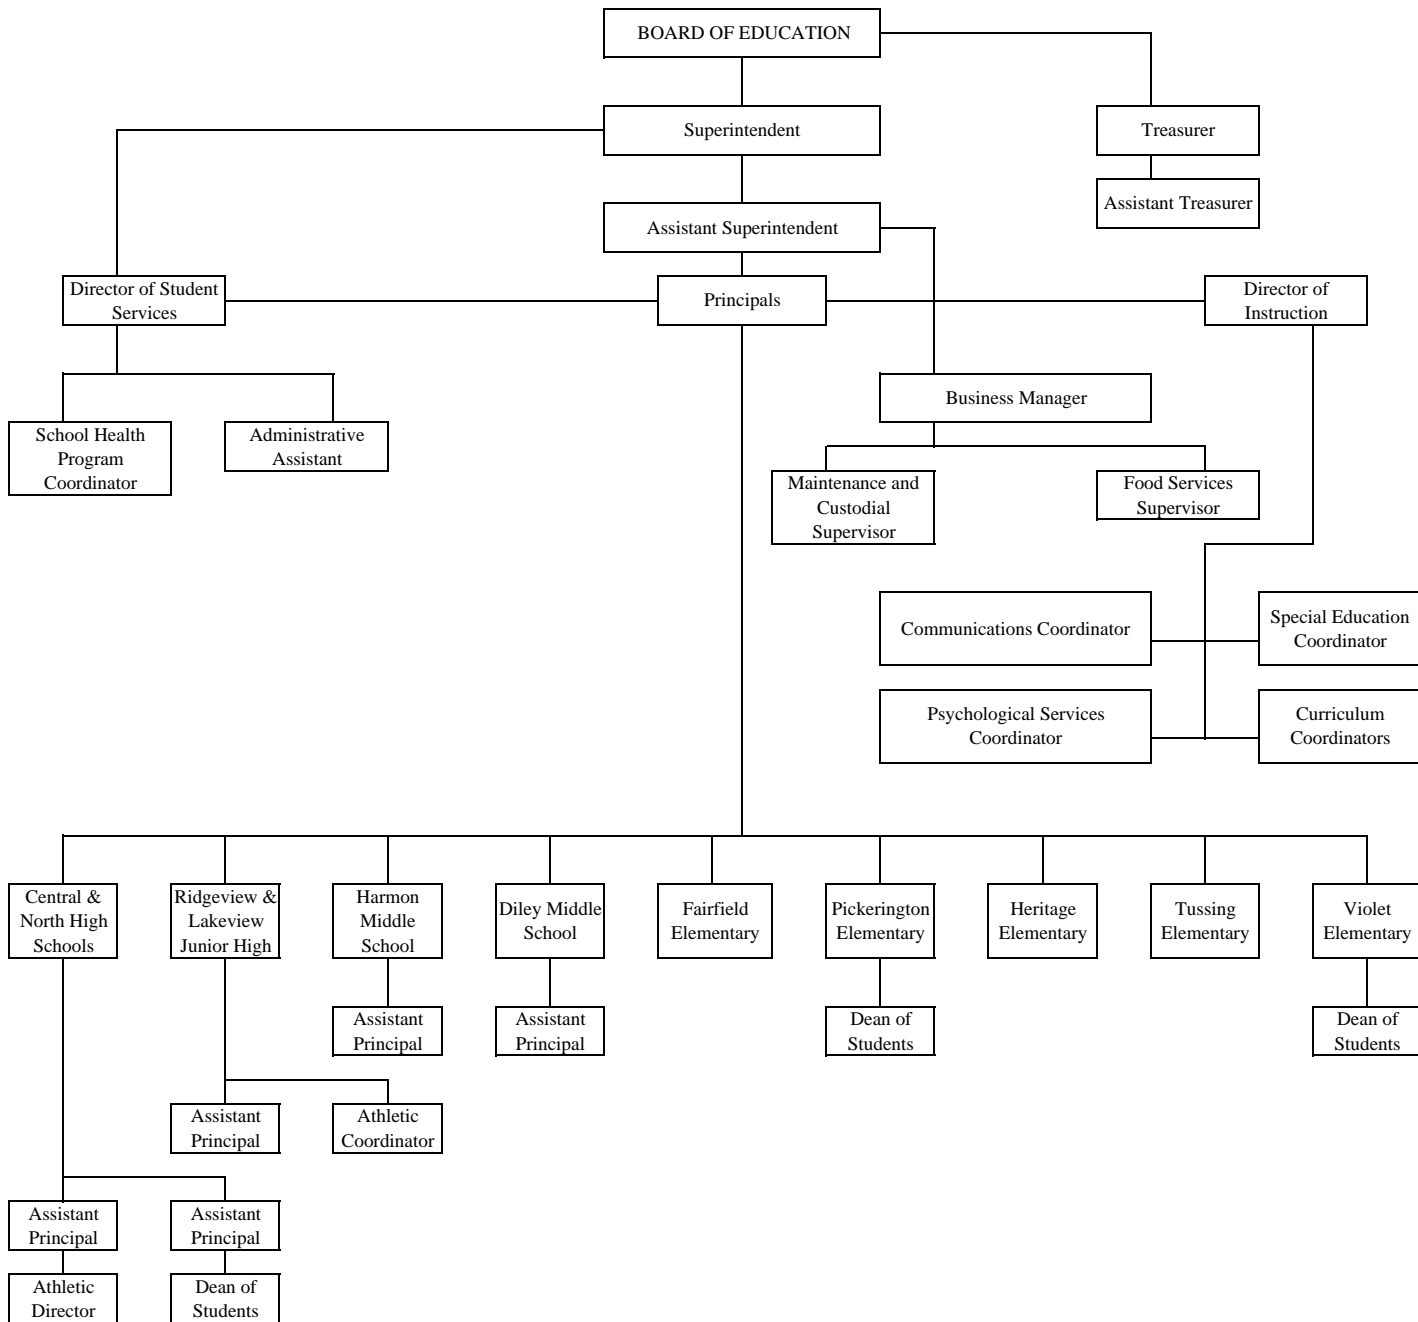 BOARD OF EDUCATION
Superintendent
Treasurer
Assistant Treasurer
Assistant Superintendent
Director of Student
Services
Principals
Director of
Instruction
Business Manager
School Health
Program
Coordinator
Administrative
Assistant
Maintenance and
Custodial
Supervisor
Food Services
Supervisor
Communications Coordinator
Special Education
Coordinator
Psychological Services
Coordinator
Curriculum
Coordinators
Central &
North High
Schools
Ridgeview &
Lakeview
Junior High
Harmon
Middle
School
Diley Middle
School
Fairfield
Elementary
Pickerington
Elementary
Heritage
Elementary
Tussing
Elementary
Violet
Elementary
Assistant
Principal
Assistant
Principal
Dean of
Students
Dean of
Students
Assistant
Principal
Athletic
Coordinator
Assistant
Principal
Assistant
Principal
Athletic
Director
Dean of
Students